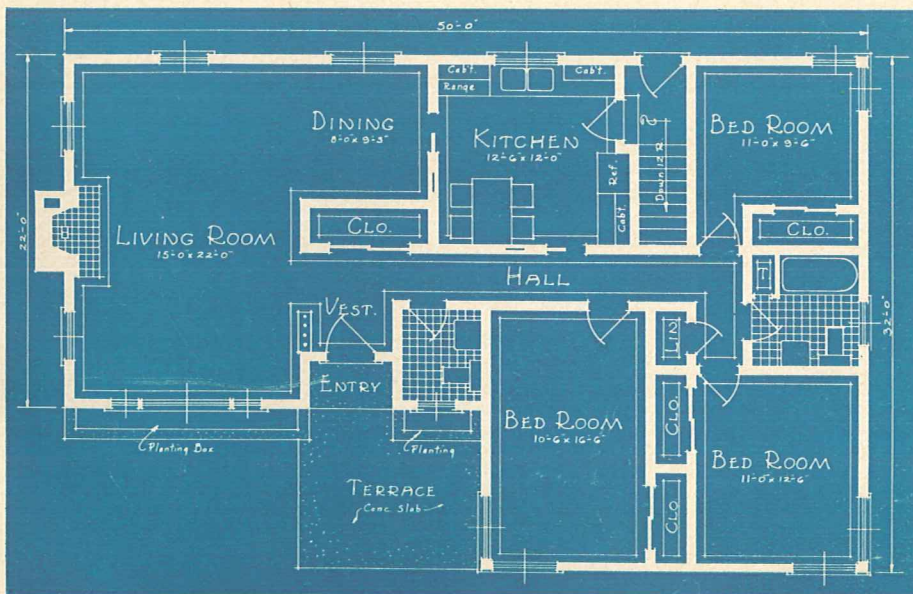 50'-0"
Cab't.
Cab't.
Range
DINING
8'-0" x 9'-3"
KITCHEN
12'-6" x 12'-0"
BED ROOM
11'-0" x 9'-6"
Down 12 R
Ref.
Cab't.
CLO.
CLO.
22'-0"
LIVING ROOM
15'-0" x 22'-0"
HALL
T
VEST.
LIN.
32'-0"
ENTRY
Planting Box
Planting
BED ROOM
10'-6" x 16'-6"
CLO.
BED ROOM
11'-0" x 12'-6"
TERRACE
Conc. Slab
CLO.